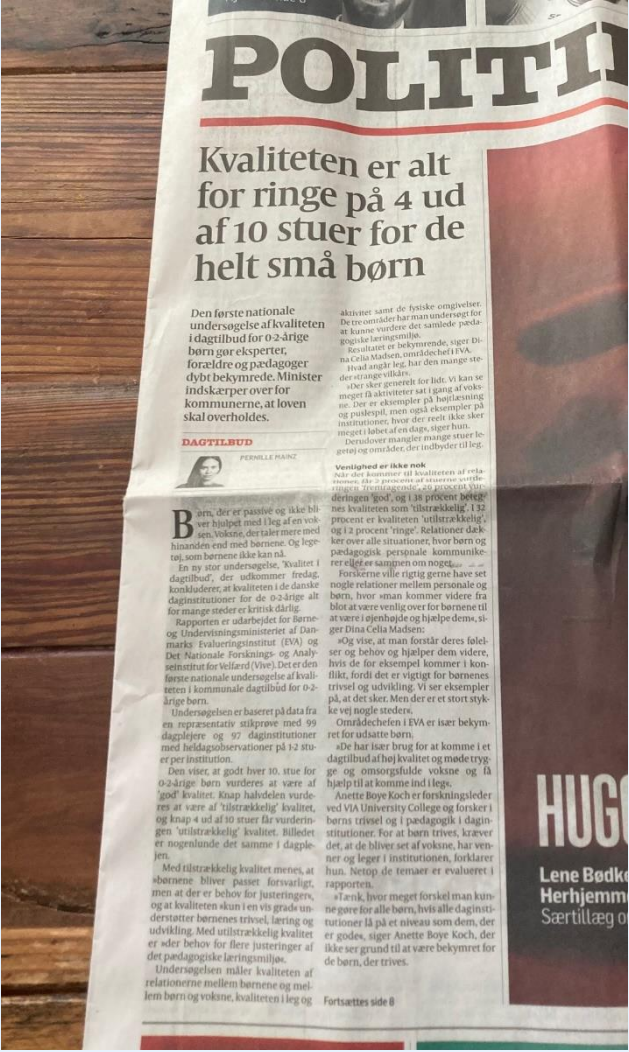 POLITI
Kvaliteten er alt
for ringe på 4 ud
af 10 stuer for de
helt små børn
Den første nationale
undersøgelse af kvaliteten
i dagtilbud for 0-2-årige
børn gør eksperter,
forældre og pædagoger
dybt bekymrede. Minister
indskærper over for
kommunerne, at loven
skal overholdes.
DAGTILBUD
PERNILLE MAINZ
Børn, der er passive og ikke bli-
ver hjulpet med i leg af en vok-
sen. Voksne, der taler mere med
hinanden end med børnene. Og lege-
tøj, som børnene ikke kan nå.
En ny stor undersøgelse, 'Kvalitet i
dagtilbud', der udkommer fredag,
konkluderer, at kvaliteten i de danske
daginstitutioner for de 0-2-årige alt
for mange steder er kritisk dårlig.
Rapporten er udarbejdet for Børne-
og Undervisningsministeriet af Dan-
marks Evalueringsinstitut (EVA) og
Det Nationale Forsknings- og Analy-
seinstitut for Velfærd (Vive). Det er den
første nationale undersøgelse af kvali-
teten i kommunale dagtilbud for 0-2-
årige børn.
Undersøgelsen er baseret på data fra
en repræsentativ stikprøve med 99
dagplejere og 97 daginstitutioner
med heldagsobservationer på 1-2 stu-
er per institution.
Den viser, at godt hver 10. stue for
0-2-årige børn vurderes at være af
'god' kvalitet. Knap halvdelen vurde-
res at være af 'tilstrækkelig' kvalitet,
og knap 4 ud af 10 stuer får vurderin-
gen 'utilstrækkelig' kvalitet. Billedet
er nogenlunde det samme i dagple-
jen.
Med tilstrækkelig kvalitet menes, at
»børnene bliver passet forsvarligt,
men at der er behov for justeringer«,
og at kvaliteten »kun i en vis grad« un-
derstøtter børnenes trivsel, læring og
udvikling. Med utilstrækkelig kvalitet
er »der behov for flere justeringer af
det pædagogiske læringsmiljø«.
Undersøgelsen måler kvaliteten af
relationerne mellem børnene og mel-
lem børn og voksne, kvaliteten i leg og
aktivitet samt de fysiske omgivelser.
De tre områder har man undersøgt for
at kunne vurdere det samlede pæda-
gogiske læringsmiljø.
Resultatet er bekymrende, siger Di-
na Celia Madsen, områdechef i EVA.
Hvad angår leg, har den mange ste-
der »trange vilkår«.
»Der sker generelt for lidt. Vi kan se
meget få aktiviteter sat i gang af voks-
ne. Der er eksempler på højtlæsning
og puslespil, men også eksempler på
institutioner, hvor der reelt ikke sker
meget i løbet af en dag«, siger hun.
Derudover mangler mange stuer le-
getøj og områder, der indbyder til leg.
Venlighed er ikke nok
Når det kommer til kvaliteten af rela-
tioner, får 2 procent af stuerne vurde-
ringen 'fremragende', 26 procent vur-
deringen 'god', og i 38 procent beteg-
nes kvaliteten som 'tilstrækkelig'. I 32
procent er kvaliteten 'utilstrækkelig',
og i 2 procent 'ringe'. Relationer dæk-
ker over alle situationer, hvor børn og
pædagogisk personale kommunike-
rer eller er sammen om noget.
Forskerne ville rigtig gerne have set
nogle relationer mellem personale og
børn, hvor »man kommer videre fra
blot at være venlig over for børnene til
at være i øjenhøjde og hjælpe dem«, si-
ger Dina Celia Madsen:
»Og vise, at man forstår deres følel-
ser og behov og hjælper dem videre,
hvis de for eksempel kommer i kon-
flikt, fordi det er vigtigt for børnenes
trivsel og udvikling. Vi ser eksempler
på, at det sker. Men der er et stort styk-
ke vej nogle steder«.
Områdechefen i EVA er især bekym-
ret for udsatte børn.
»De har især brug for at komme i et
dagtilbud af høj kvalitet og møde tryg-
ge og omsorgsfulde voksne og få
hjælp til at komme ind i leg«.
Anette Boye Koch er forskningsleder
ved VIA University College og forsker i
børns trivsel og i pædagogik i dagin-
stitutioner. For at børn trives, kræver
det, at de bliver set af voksne, har ven-
ner og leger i institutionen, forklarer
hun. Netop de temaer er evalueret i
rapporten.
»Tænk, hvor meget forskel man kun-
ne gøre for alle børn, hvis alle daginsti-
tutioner lå på et niveau som dem, der
er gode«, siger Anette Boye Koch, der
ikke ser grund til at være bekymret for
de børn, der trives.
Fortsættes side 8
HUG
Lene Bødk
Herhjemm
Særtillæg o